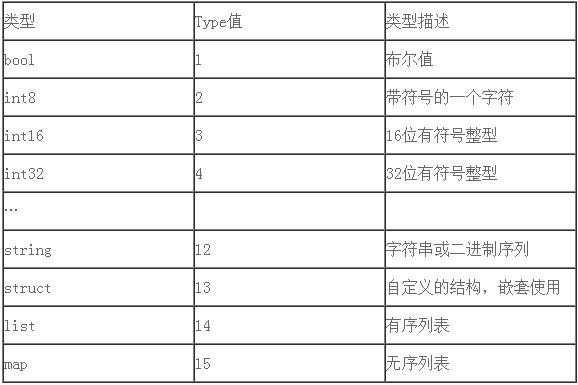 类型 Type值 类型描述
bool 1 布尔值
int8 2 带符号的一个字符
int16 3 16位有符号整型
int32 4 32位有符号整型
…
string 12 字符串或二进制序列
struct 13 自定义的结构，嵌套使用
list 14 有序列表
map 15 无序列表